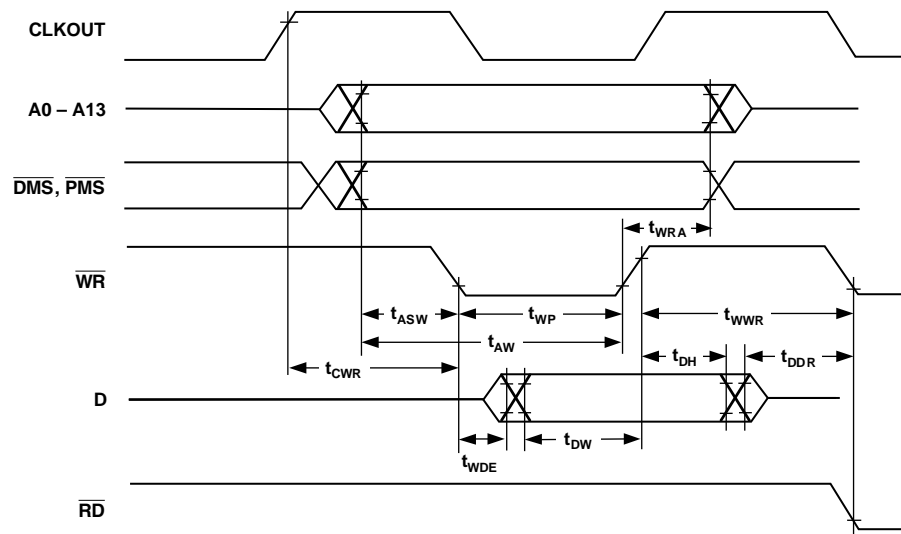 CLKOUT
A0 – A13
DMS, PMS
tWRA
WR
tASW
tWP
tWWR
tAW
tCWR
tDH
tDDR
D
tWDE
tDW
RD